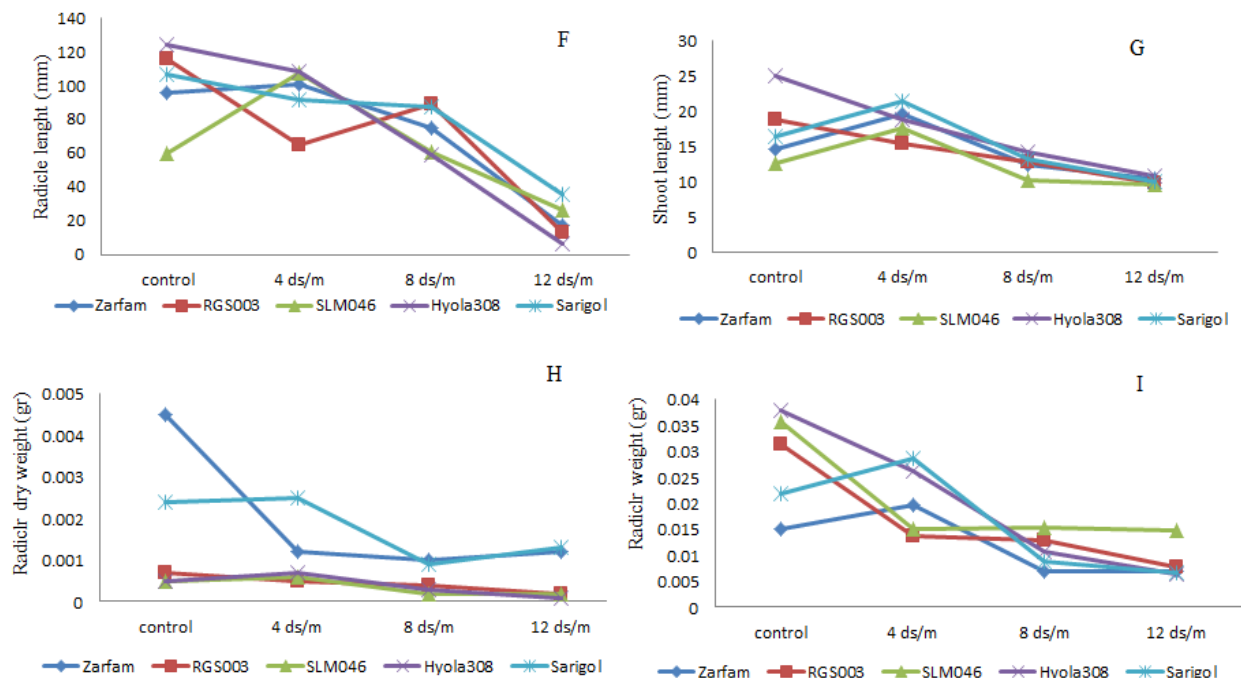 F
Radicle lenght (mm)
140
120
100
80
60
40
20
0
control 4 ds/m 8 ds/m 12 ds/m
Zarfam RGS003 SLM046 Hyola308 Sarigol
G
Shoot lenght (mm)
30
25
20
15
10
5
0
control 4 ds/m 8 ds/m 12 ds/m
Zarfam RGS003 SLM046 Hyola308 Sarigol
H
Radiclr dry weight (gr)
0.005
0.004
0.003
0.002
0.001
0
control 4 ds/m 8 ds/m 12 ds/m
Zarfam RGS003 SLM046 Hyola308 Sarigol
I
Radiclr weight (gr)
0.04
0.035
0.03
0.025
0.02
0.015
0.01
0.005
0
control 4 ds/m 8 ds/m 12 ds/m
Zarfam RGS003 SLM046 Hyola308 Sarigol